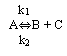 k₁
A⇔B + C
k₂